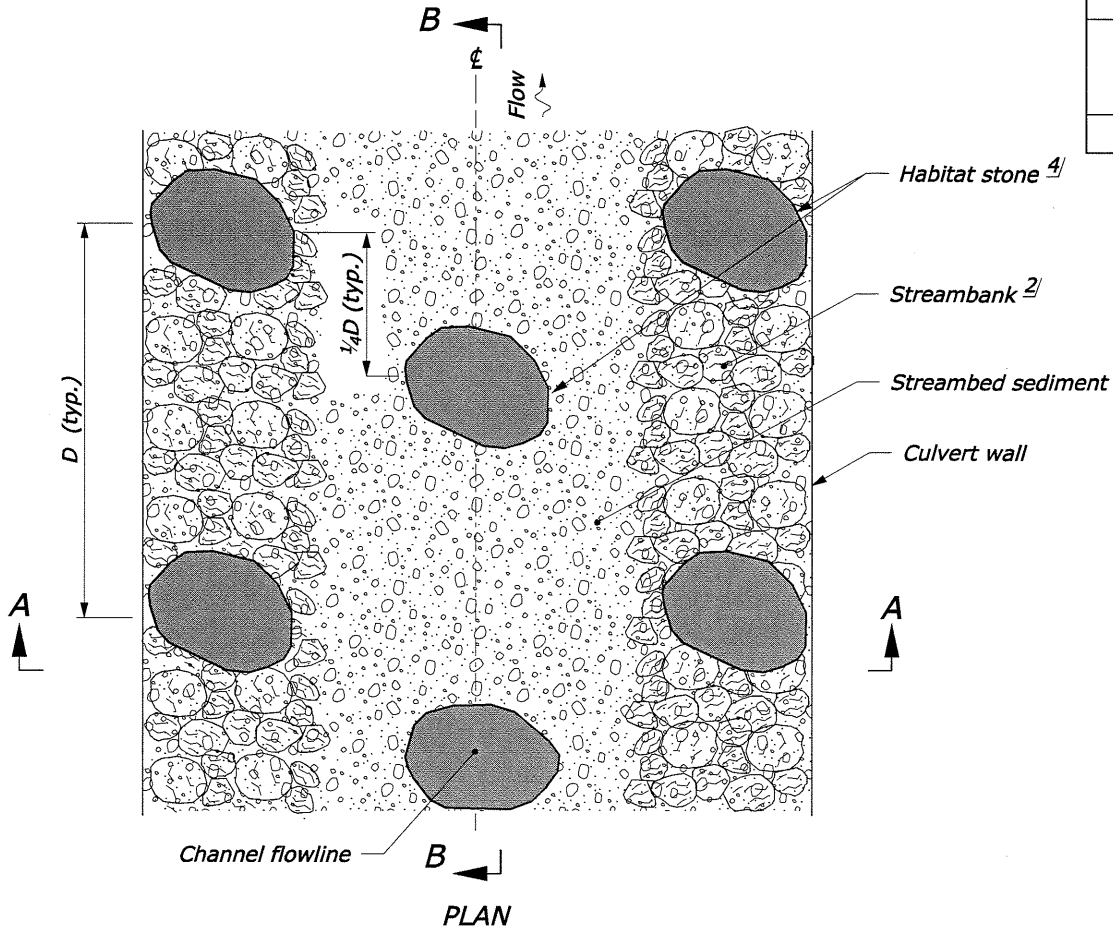 B
℄
Flow
Habitat stone 4/
Streambank 2/
Streambed sediment
Culvert wall
¼D (typ.)
D (typ.)
A
A
Channel flowline
B
PLAN